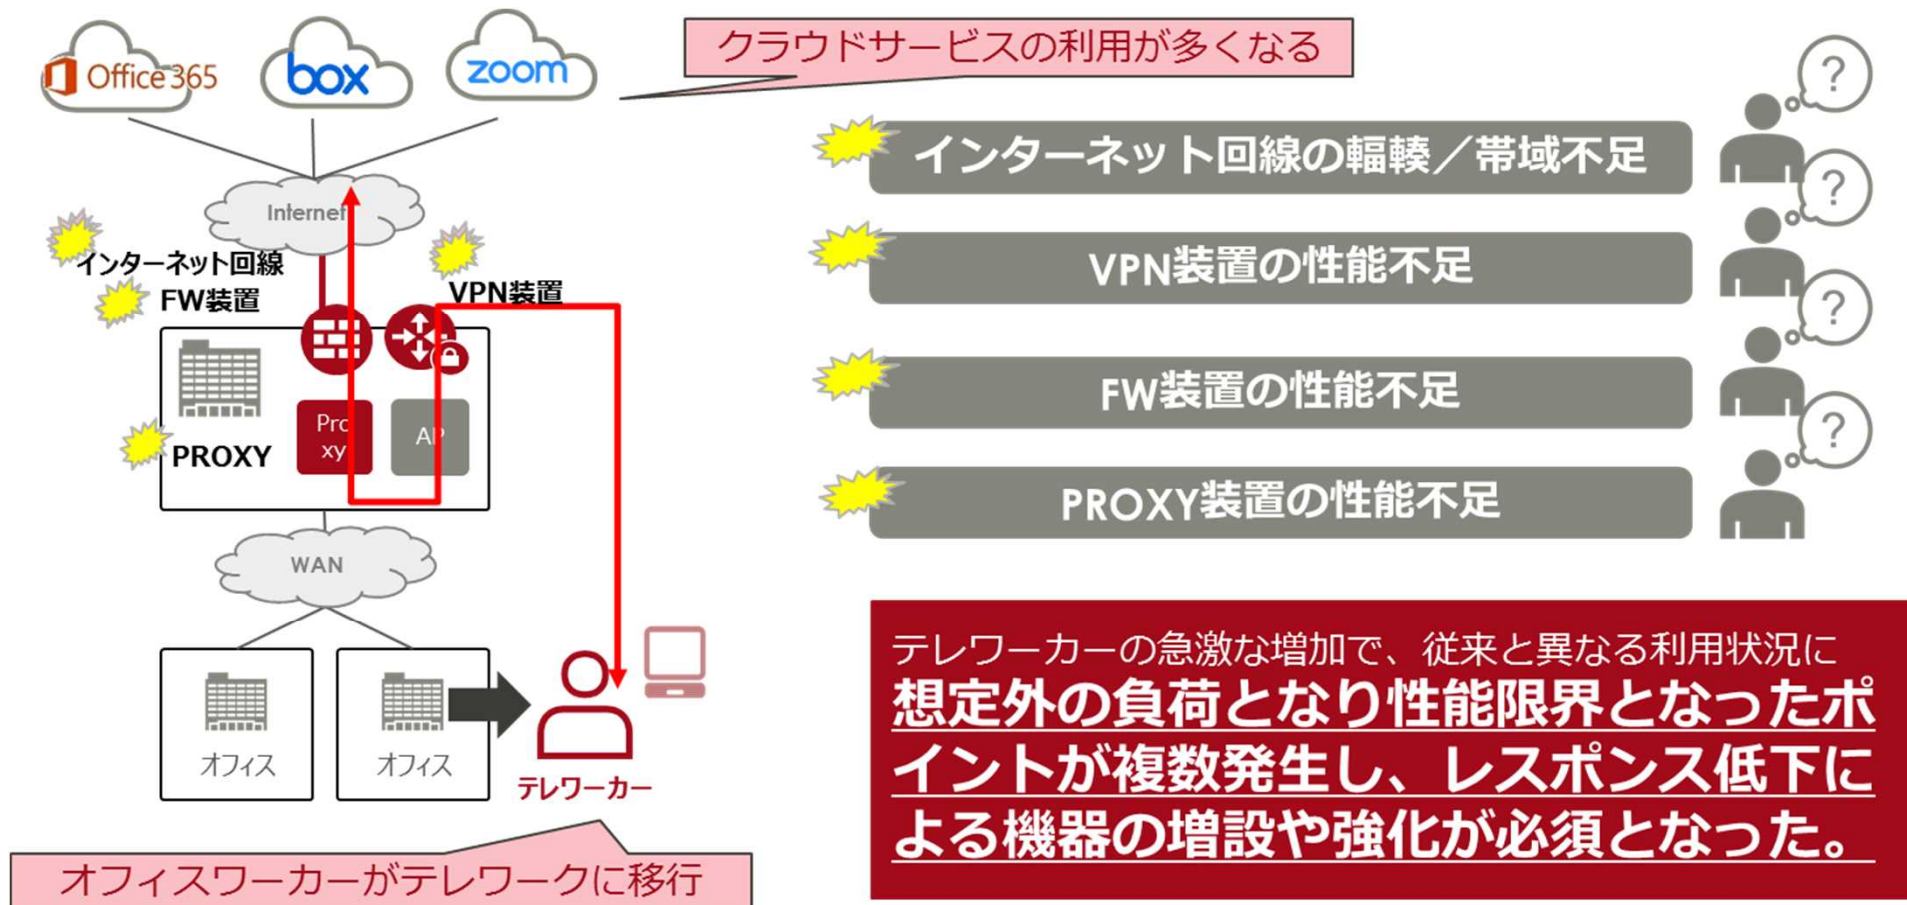 Office 365
box
zoom
クラウドサービスの利用が多くなる
Internet
インターネット回線
FW装置
VPN装置
Pro
xy
AP
PROXY
WAN
オフィス
オフィス
テレワーカー
オフィスワーカーがテレワークに移行
インターネット回線の輻輳／帯域不足
?
VPN装置の性能不足
?
FW装置の性能不足
?
PROXY装置の性能不足
?
テレワーカーの急激な増加で、従来と異なる利用状況に
想定外の負荷となり性能限界となったポ
イントが複数発生し、レスポンス低下に
よる機器の増設や強化が必須となった。